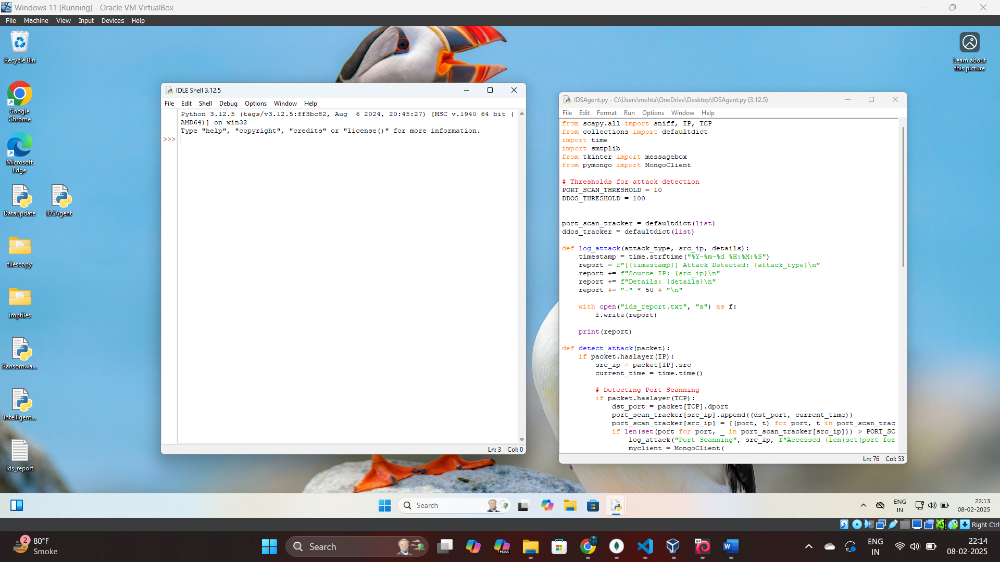 Windows 11 [Running] - Oracle VM VirtualBox
File Machine View Input Devices Help
Recycle Bin
Google Chrome
Microsoft Edge
Dataupdate
IDSAgent
filescopy
impfiles
Ransomwa...
Intelligent...
ids_report
Learn about this picture
IDLE Shell 3.12.5
File Edit Shell Debug Options Window Help
Python 3.12.5 (tags/v3.12.5:ff3bc82, Aug  6 2024, 20:45:27) [MSC v.1940 64 bit (
AMD64)] on win32
Type "help", "copyright", "credits" or "license()" for more information.
>>>
Ln: 3 Col: 0
IDSAgent.py - C:\Users\mehta\OneDrive\Desktop\IDSAgent.py (3.12.5)
File Edit Format Run Options Window Help
from scapy.all import sniff, IP, TCP
from collections import defaultdict
import time
import smtplib
from tkinter import messagebox
from pymongo import MongoClient
# Thresholds for attack detection
PORT_SCAN_THRESHOLD = 10
DDOS_THRESHOLD = 100
port_scan_tracker = defaultdict(list)
ddos_tracker = defaultdict(list)
def log_attack(attack_type, src_ip, details):
    timestamp = time.strftime("%Y-%m-%d %H:%M:%S")
    report = f"[{timestamp}] Attack Detected: {attack_type}\n"
    report += f"Source IP: {src_ip}\n"
    report += f"Details: {details}\n"
    report += "-" * 50 + "\n"
    with open("ids_report.txt", "a") as f:
        f.write(report)
    print(report)
def detect_attack(packet):
    if packet.haslayer(IP):
        src_ip = packet[IP].src
        current_time = time.time()
        # Detecting Port Scanning
        if packet.haslayer(TCP):
            dst_port = packet[TCP].dport
            port_scan_tracker[src_ip].append((dst_port, current_time))
            port_scan_tracker[src_ip] = [(port, t) for port, t in port_scan_trac
            if len(set(port for port, _ in port_scan_tracker[src_ip])) > PORT_SC
                log_attack("Port Scanning", src_ip, f"Accessed {len(set(port for
                myclient = MongoClient(
Ln: 76 Col: 53
Search
ENG
IN
22:13
08-02-2025
Right Ctrl
2
80°F
Smoke
Search
M365
64
ENG
IN
22:14
08-02-2025